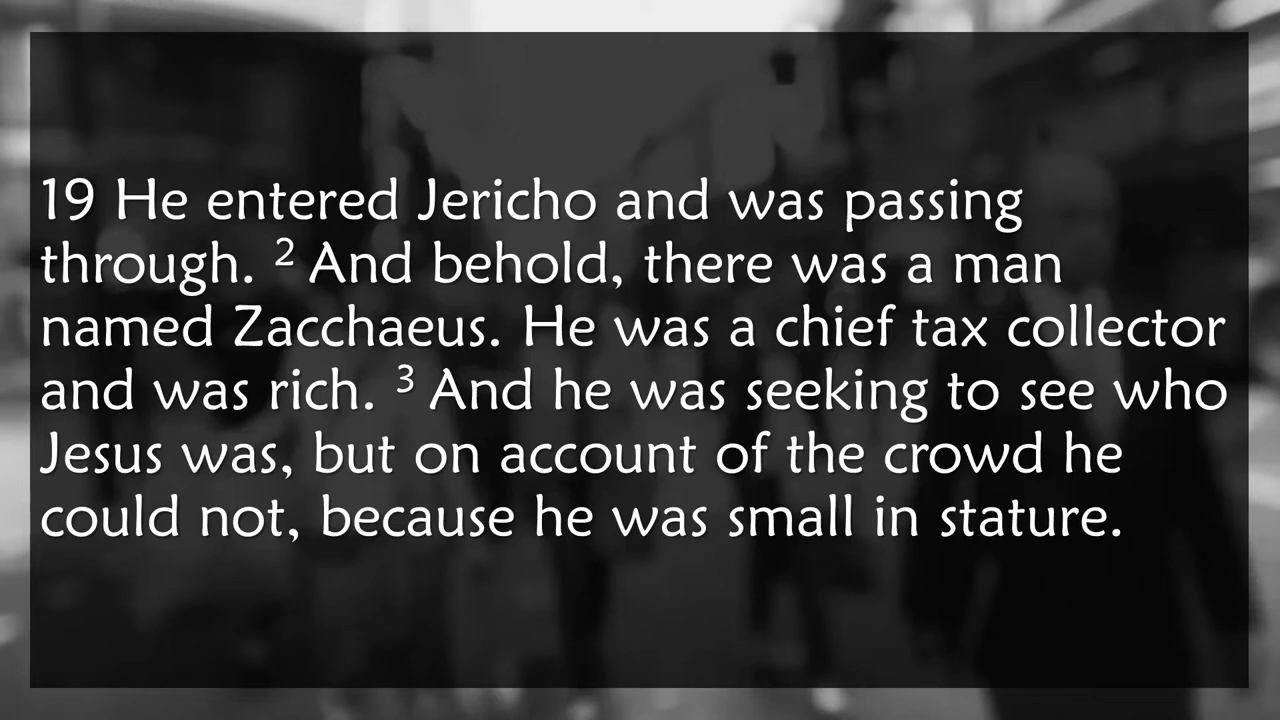 19 He entered Jericho and was passing
through. ² And behold, there was a man
named Zacchaeus. He was a chief tax collector
and was rich. ³ And he was seeking to see who
Jesus was, but on account of the crowd he
could not, because he was small in stature.